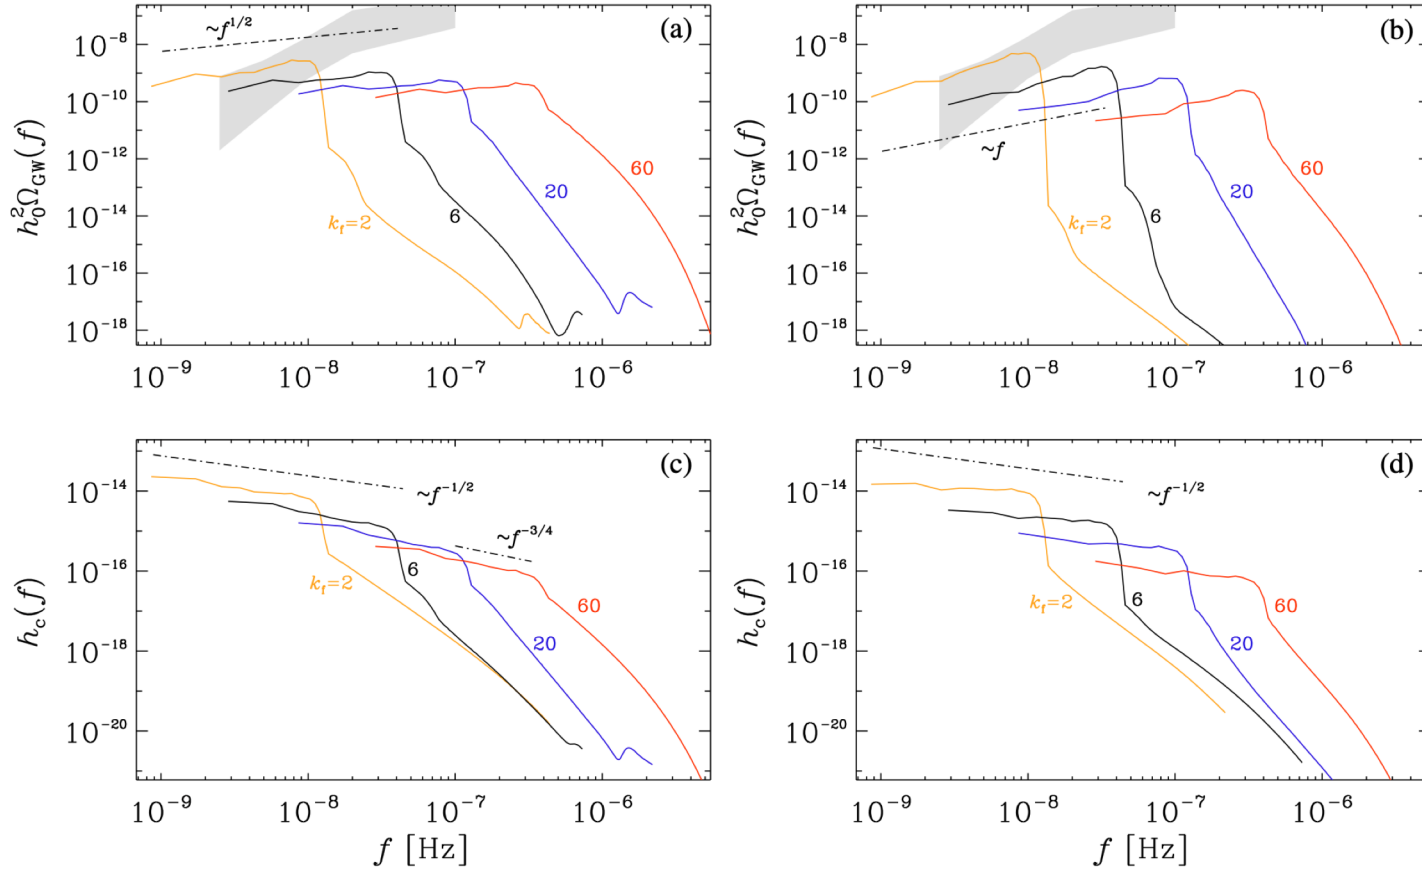 (a)
~f^{1/2}
10^{-8}
10^{-10}
10^{-12}
10^{-14}
10^{-16}
10^{-18}
h_0^2Ω_{GW}(f)
k_f=2
6
20
60
10^{-9} 10^{-8} 10^{-7} 10^{-6}
(b)
~f
10^{-8}
10^{-10}
10^{-12}
10^{-14}
10^{-16}
10^{-18}
h_0^2Ω_{GW}(f)
k_f=2
6
20
60
10^{-9} 10^{-8} 10^{-7} 10^{-6}
(c)
~f^{-1/2}
~f^{-3/4}
10^{-14}
10^{-16}
10^{-18}
10^{-20}
h_c(f)
k_f=2
6
20
60
10^{-9} 10^{-8} 10^{-7} 10^{-6}
f [Hz]
(d)
~f^{-1/2}
10^{-14}
10^{-16}
10^{-18}
10^{-20}
h_c(f)
k_f=2
6
20
60
10^{-9} 10^{-8} 10^{-7} 10^{-6}
f [Hz]